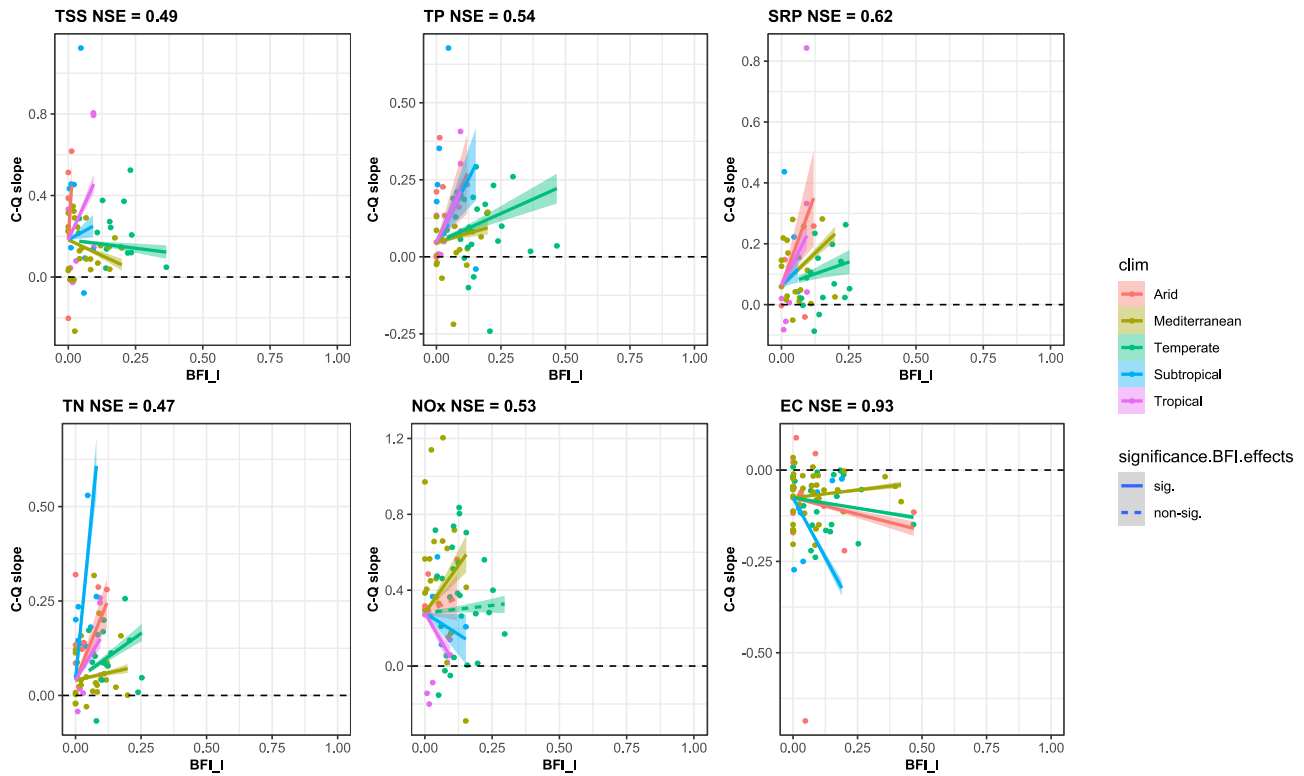 TSS NSE = 0.49
TP NSE = 0.54
SRP NSE = 0.62
C-Q slope
0.8
0.4
0.0
0.00 0.25 0.50 0.75 1.00
BFI_I
C-Q slope
0.50
0.25
0.00
-0.25
0.00 0.25 0.50 0.75 1.00
BFI_I
C-Q slope
0.8
0.6
0.4
0.2
0.0
0.00 0.25 0.50 0.75 1.00
BFI_I
TN NSE = 0.47
NOx NSE = 0.53
EC NSE = 0.93
C-Q slope
0.50
0.25
0.00
0.00 0.25 0.50 0.75 1.00
BFI_I
C-Q slope
1.2
0.8
0.4
0.0
0.00 0.25 0.50 0.75 1.00
BFI_I
C-Q slope
0.00
-0.25
-0.50
0.00 0.25 0.50 0.75 1.00
BFI_I
clim
Arid
Mediterranean
Temperate
Subtropical
Tropical
significance.BFI.effects
sig.
non-sig.